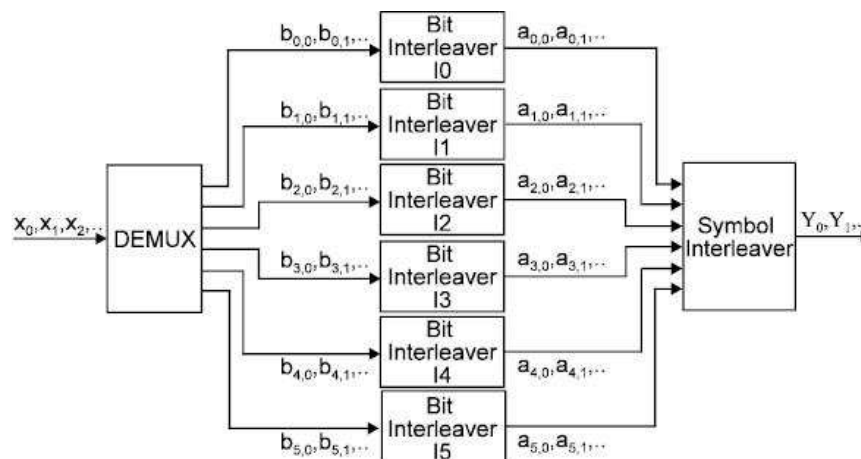 b0,0,b0,1,..
Bit
Interleaver
I0
a0,0,a0,1,..
b1,0,b1,1,..
Bit
Interleaver
I1
a1,0,a1,1,..
b2,0,b2,1,..
Bit
Interleaver
I2
a2,0,a2,1,..
x0,x1,x2,..
DEMUX
Symbol
Interleaver
Y0,Y1,..
b3,0,b3,1,..
Bit
Interleaver
I3
a3,0,a3,1,..
Bit
Interleaver
I4
b4,0,b4,1,..
a4,0,a4,1,..
Bit
Interleaver
I5
b5,0,b5,1,..
a5,0,a5,1,..